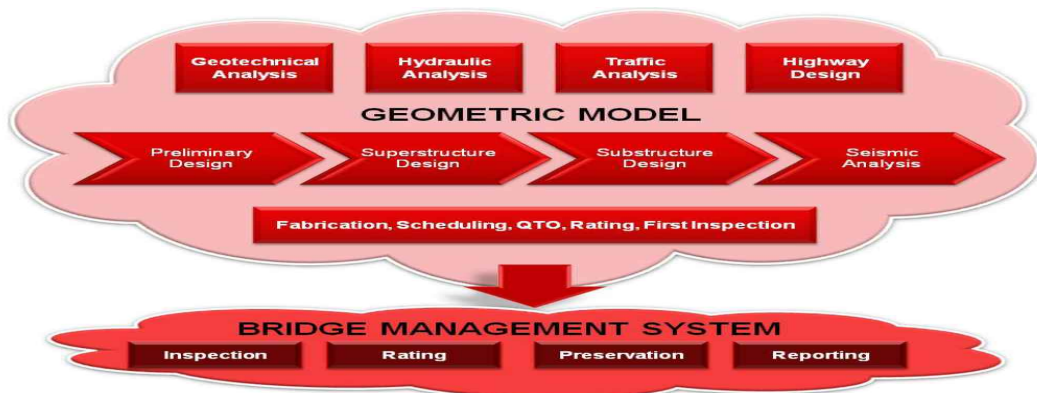 Geotechnical
Analysis
Hydraulic
Analysis
Traffic
Analysis
Highway
Design
GEOMETRIC MODEL
Preliminary
Design
Superstructure
Design
Substructure
Design
Seismic
Analysis
Fabrication, Scheduling, QTO, Rating, First Inspection
BRIDGE MANAGEMENT SYSTEM
Inspection
Rating
Preservation
Reporting